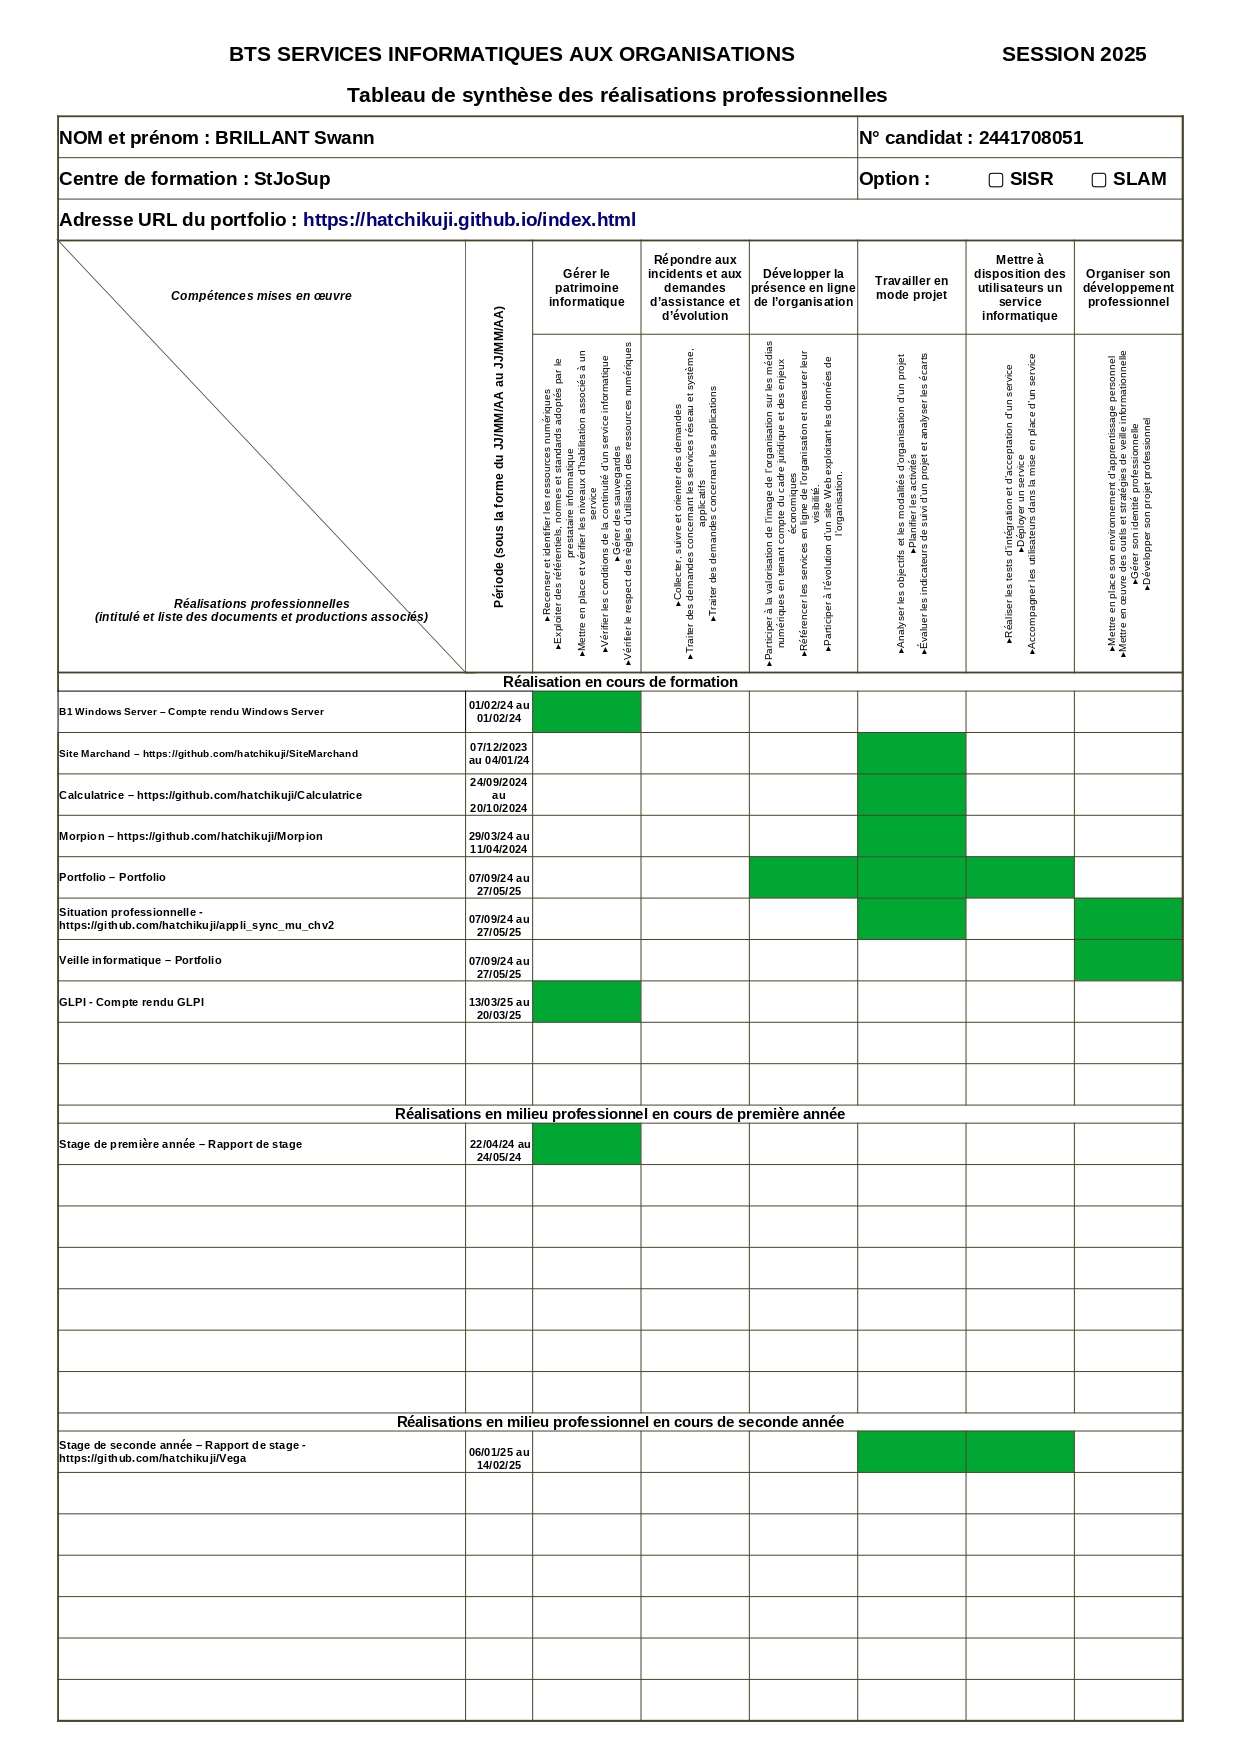 BTS SERVICES INFORMATIQUES AUX ORGANISATIONS SESSION 2025
Tableau de synthèse des réalisations professionnelles
NOM et prénom : BRILLANT Swann N° candidat : 2441708051
Centre de formation : StJoSup Option : ▢ SISR ▢ SLAM
Adresse URL du portfolio : https://hatchikuji.github.io/index.html
Compétences mises en œuvre
Réalisations professionnelles
(intitulé et liste des documents et productions associés)
Période (sous la forme du JJ/MM/AA au JJ/MM/AA)
Gérer le
patrimoine
informatique
Répondre aux
incidents et aux
demandes
d’assistance et
d’évolution
Développer la
présence en ligne
de l’organisation
Travailler en
mode projet
Mettre à
disposition des
utilisateurs un
service
informatique
Organiser son
développement
professionnel
▸Recenser et identifier les ressources numériques
▸Exploiter des référentiels, normes et standards adoptés par le
prestataire informatique
▸Mettre en place et vérifier les niveaux d’habilitation associés à un
service
▸Vérifier les conditions de la continuité d’un service informatique
▸Gérer des sauvegardes
▸Vérifier le respect des règles d’utilisation des ressources numériques
▸Collecter, suivre et orienter des demandes
▸Traiter des demandes concernant les services réseau et système,
applicatifs
▸Traiter des demandes concernant les applications
▸Participer à la valorisation de l’image de l’organisation sur les médias
numériques en tenant compte du cadre juridique et des enjeux
économiques
▸Référencer les services en ligne de l’organisation et mesurer leur
visibilité.
▸Participer à l’évolution d’un site Web exploitant les données de
l’organisation.
▸Analyser les objectifs et les modalités d’organisation d’un projet
▸Planifier les activités
▸Évaluer les indicateurs de suivi d’un projet et analyser les écarts
▸Réaliser les tests d’intégration et d’acceptation d’un service
▸Déployer un service
▸Accompagner les utilisateurs dans la mise en place d’un service
▸Mettre en place son environnement d’apprentissage personnel
▸Mettre en œuvre des outils et stratégies de veille informationnelle
▸Gérer son identité professionnelle
▸Développer son projet professionnel
Réalisation en cours de formation
B1 Windows Server – Compte rendu Windows Server
01/02/24 au
01/02/24
Site Marchand – https://github.com/hatchikuji/SiteMarchand
07/12/2023
au 04/01/24
Calculatrice – https://github.com/hatchikuji/Calculatrice
24/09/2024
au
20/10/2024
Morpion – https://github.com/hatchikuji/Morpion
29/03/24 au
11/04/2024
Portfolio – Portfolio
07/09/24 au
27/05/25
Situation professionnelle -
https://github.com/hatchikuji/appli_sync_mu_chv2
07/09/24 au
27/05/25
Veille informatique – Portfolio
07/09/24 au
27/05/25
GLPI - Compte rendu GLPI
13/03/25 au
20/03/25
Réalisations en milieu professionnel en cours de première année
Stage de première année – Rapport de stage
22/04/24 au
24/05/24
Réalisations en milieu professionnel en cours de seconde année
Stage de seconde année – Rapport de stage -
https://github.com/hatchikuji/Vega
06/01/25 au
14/02/25